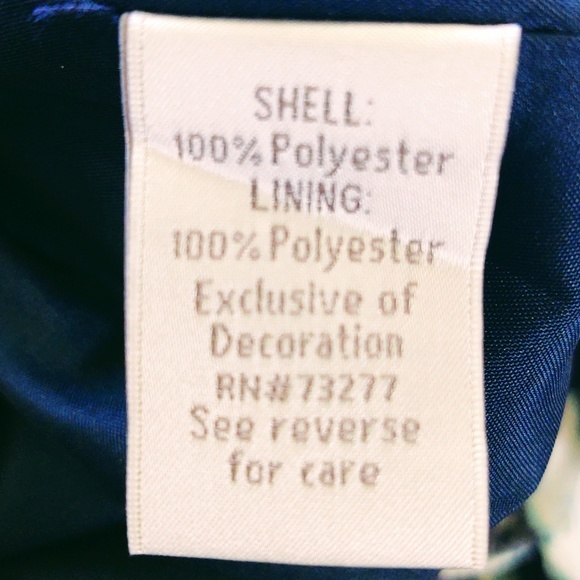 SHELL:
100% Polyester
LINING:
100% Polyester
Exclusive of
Decoration
RN#73277
See reverse
for care